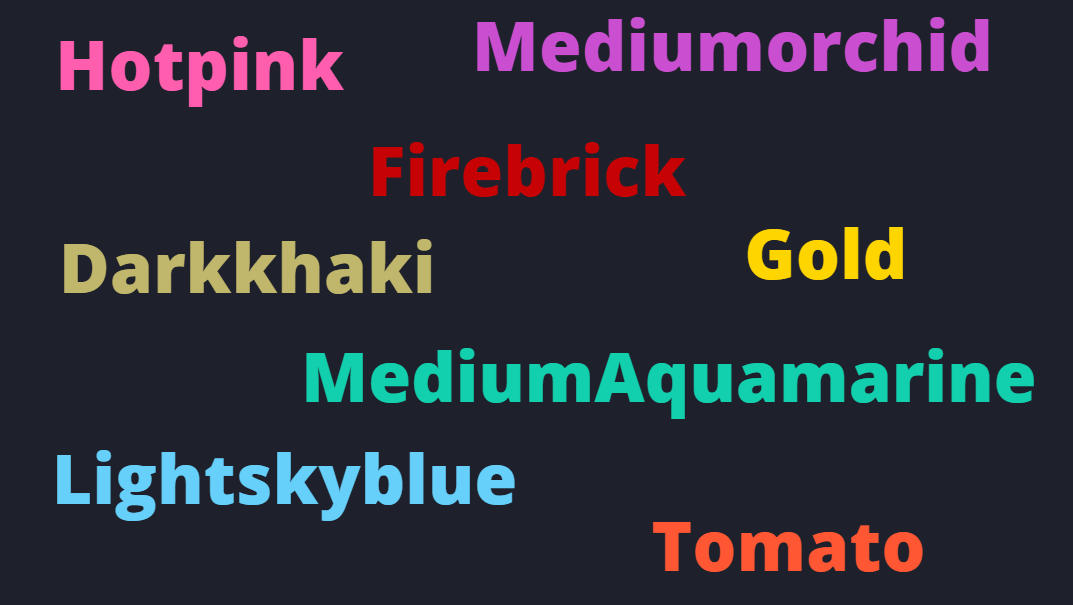 Hotpink
Mediumorchid
Firebrick
Darkkhaki
Gold
MediumAquamarine
Lightskyblue
Tomato